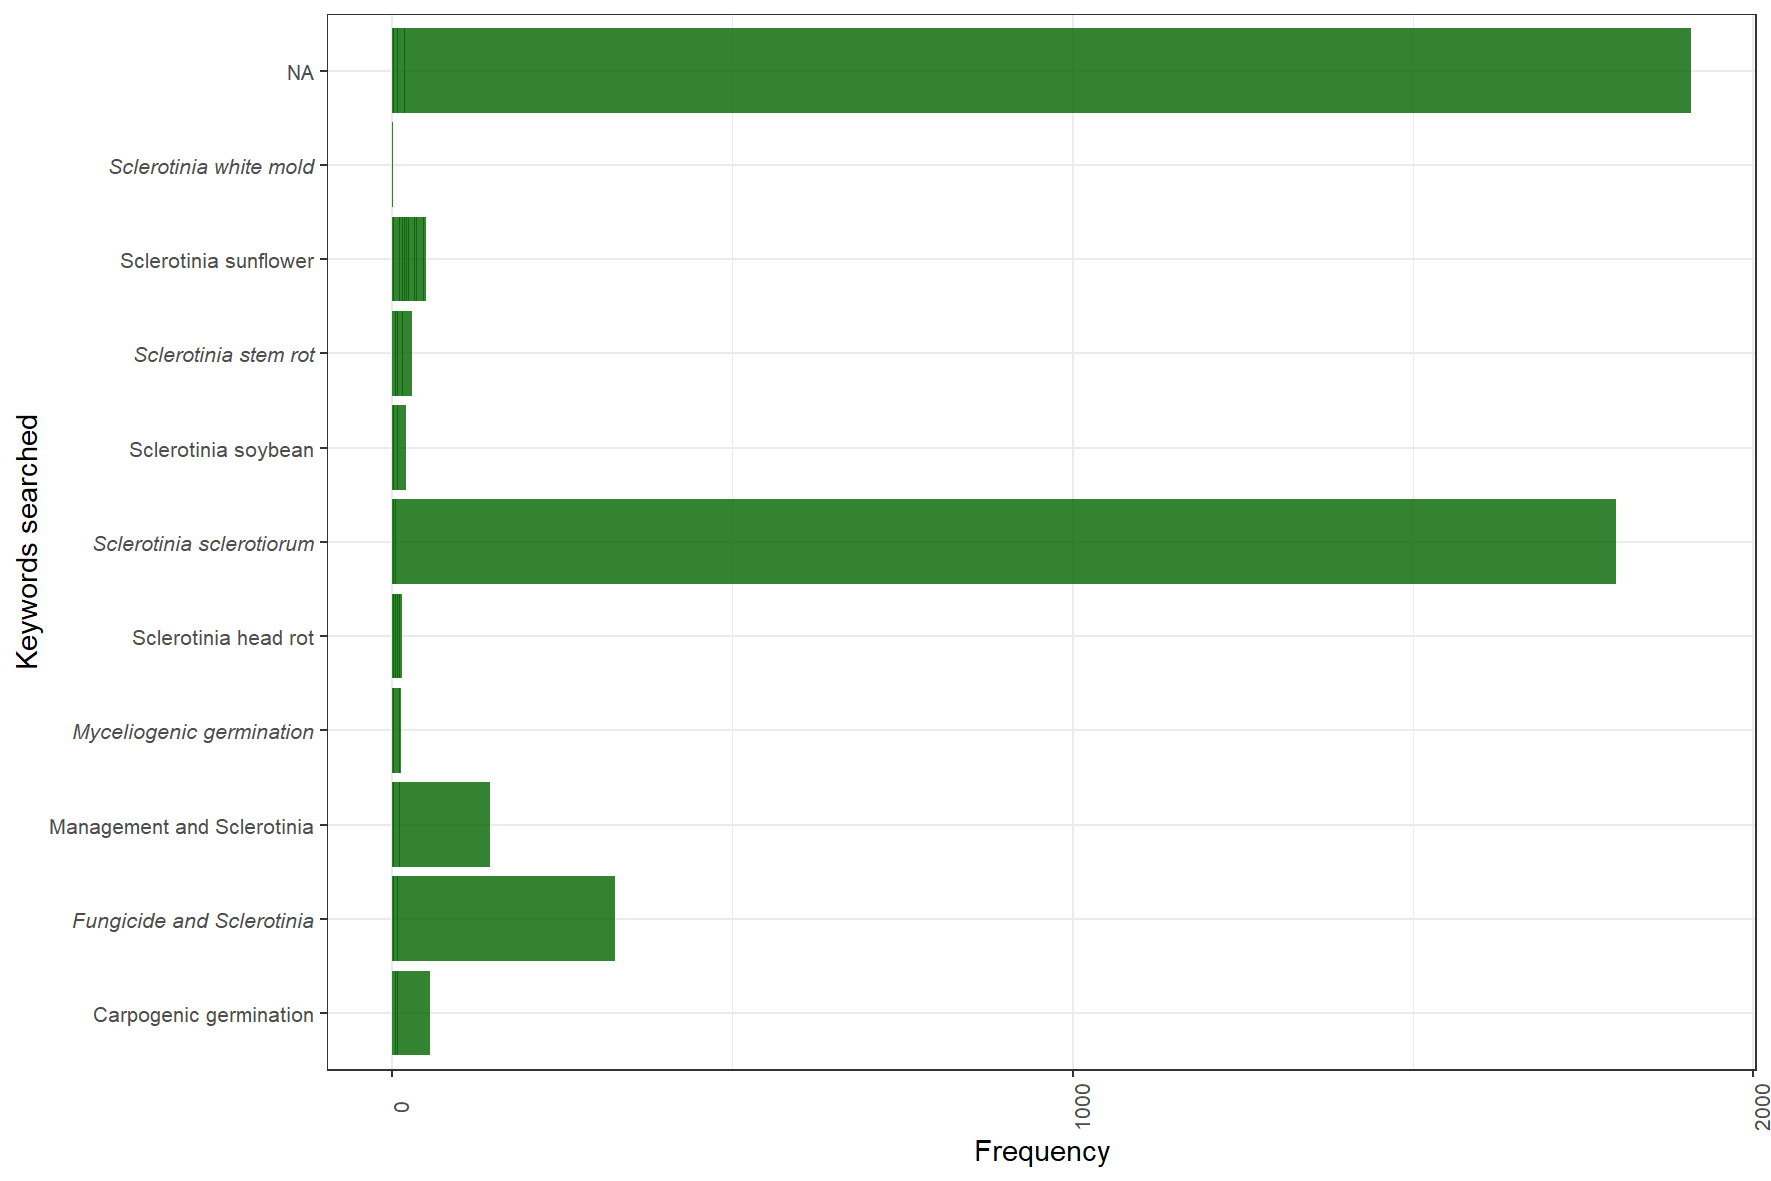 NA
Sclerotinia white mold
Sclerotinia sunflower
Sclerotinia stem rot
Sclerotinia soybean
Sclerotinia sclerotiorum
Sclerotinia head rot
Myceliogenic germination
Management and Sclerotinia
Fungicide and Sclerotinia
Carpogenic germination
Keywords searched
0
1000
2000
Frequency